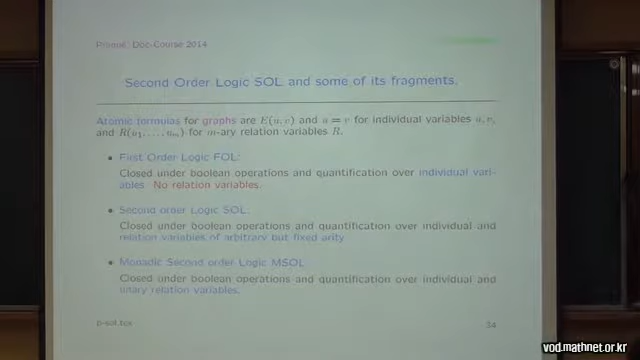 Prague, Doc-Course 2014
Second Order Logic SOL and some of its fragments.
Atomic formulas for graphs are E(u, v) and u = v for individual variables u, v,
and R(u₁, . . . , uₘ) for m-ary relation variables R.
• First Order Logic FOL:
Closed under boolean operations and quantification over individual vari-
ables. No relation variables.
• Second order Logic SOL:
Closed under boolean operations and quantification over individual and
relation variables of arbitrary but fixed arity
• Monadic Second order Logic MSOL:
Closed under boolean operations and quantification over individual and
unary relation variables.
p-sol.tex
34
vod.mathnet.or.kr